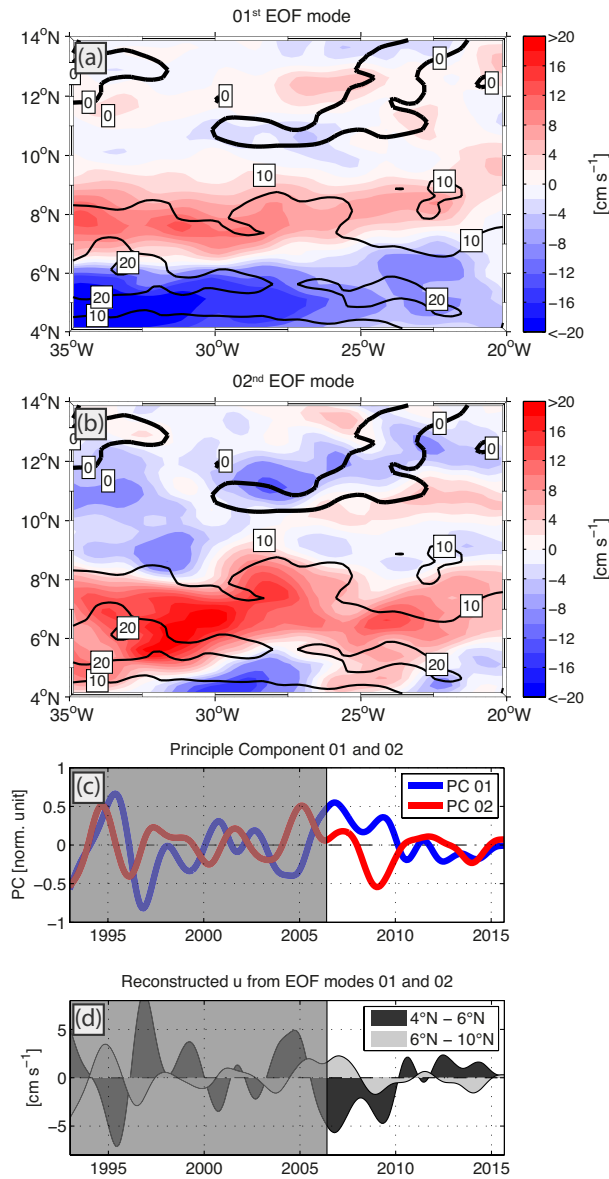 01st EOF mode
(a)
14°N
12°N
10°N
8°N
6°N
4°N
35°W
30°W
25°W
20°W
0
0
0
0
0
0
10
10
10
20
20
20
10
>20
16
12
8
4
0
−4
−8
−12
−16
<−20
[cm s−1]
02nd EOF mode
(b)
14°N
12°N
10°N
8°N
6°N
4°N
35°W
30°W
25°W
20°W
0
0
0
0
0
10
10
10
20
20
20
10
>20
16
12
8
4
0
−4
−8
−12
−16
<−20
[cm s−1]
Principle Component 01 and 02
(c)
PC [norm. unit]
1
0.5
0
−0.5
−1
PC 01
PC 02
1995
2000
2005
2010
2015
Reconstructed u from EOF modes 01 and 02
(d)
[cm s−1]
5
0
−5
4°N − 6°N
6°N − 10°N
1995
2000
2005
2010
2015